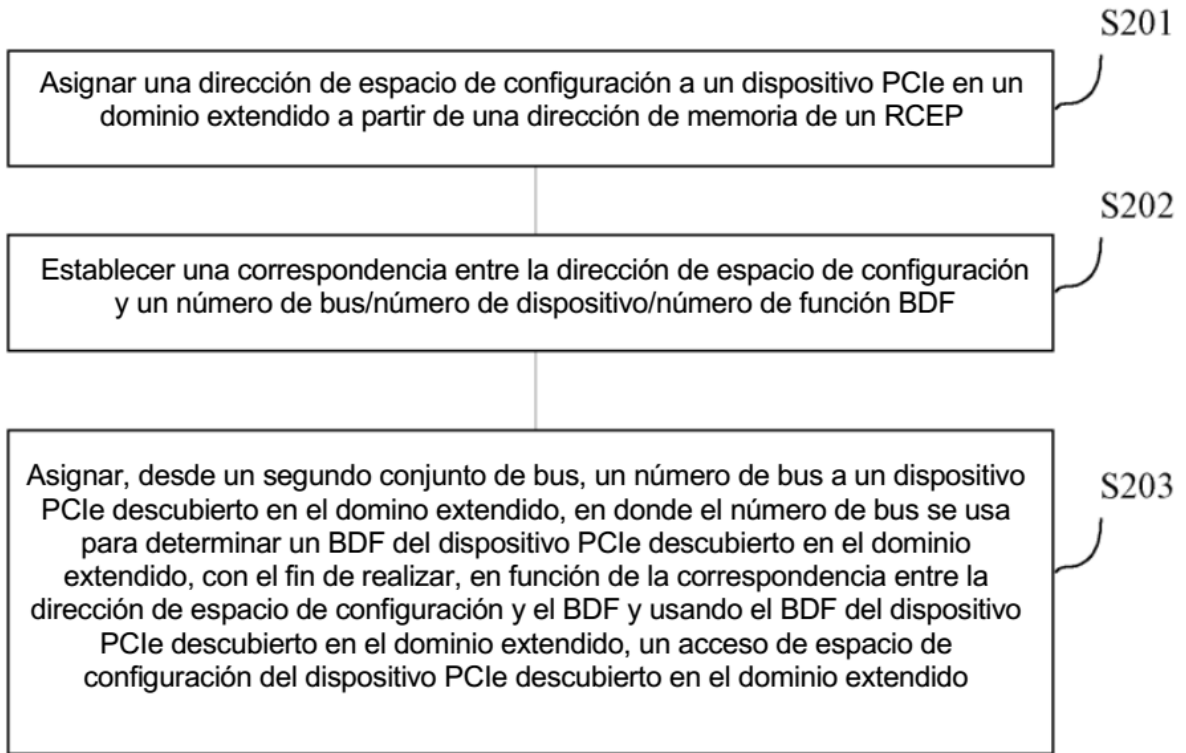 S201
Asignar una dirección de espacio de configuración a un dispositivo PCIe en un
dominio extendido a partir de una dirección de memoria de un RCEP
S202
Establecer una correspondencia entre la dirección de espacio de configuración
y un número de bus/número de dispositivo/número de función BDF
S203
Asignar, desde un segundo conjunto de bus, un número de bus a un dispositivo
PCIe descubierto en el domino extendido, en donde el número de bus se usa
para determinar un BDF del dispositivo PCIe descubierto en el dominio
extendido, con el fin de realizar, en función de la correspondencia entre la
dirección de espacio de configuración y el BDF y usando el BDF del dispositivo
PCIe descubierto en el dominio extendido, un acceso de espacio de
configuración del dispositivo PCIe descubierto en el dominio extendido